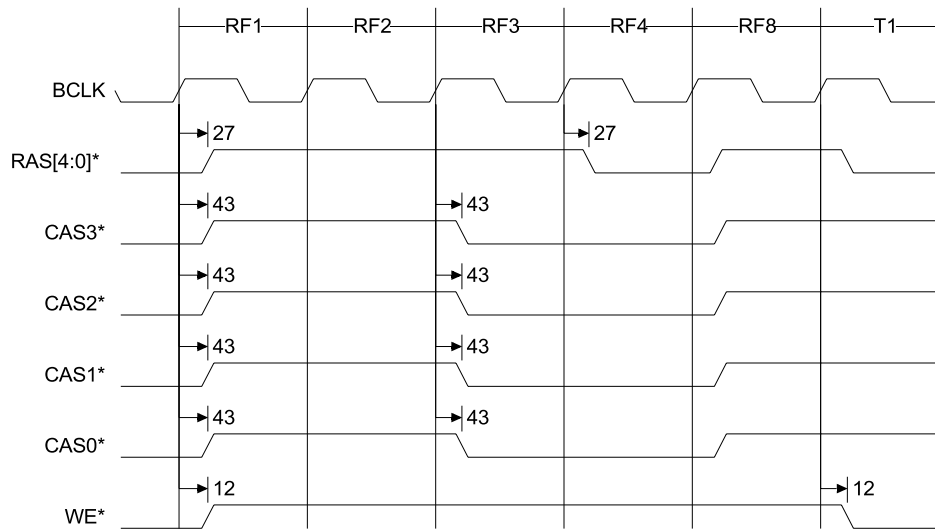 RF1 RF2 RF3 RF4 RF8 T1
BCLK
27 27
RAS[4:0]*
43 43
CAS3*
43 43
CAS2*
43 43
CAS1*
43 43
CAS0*
12 12
WE*